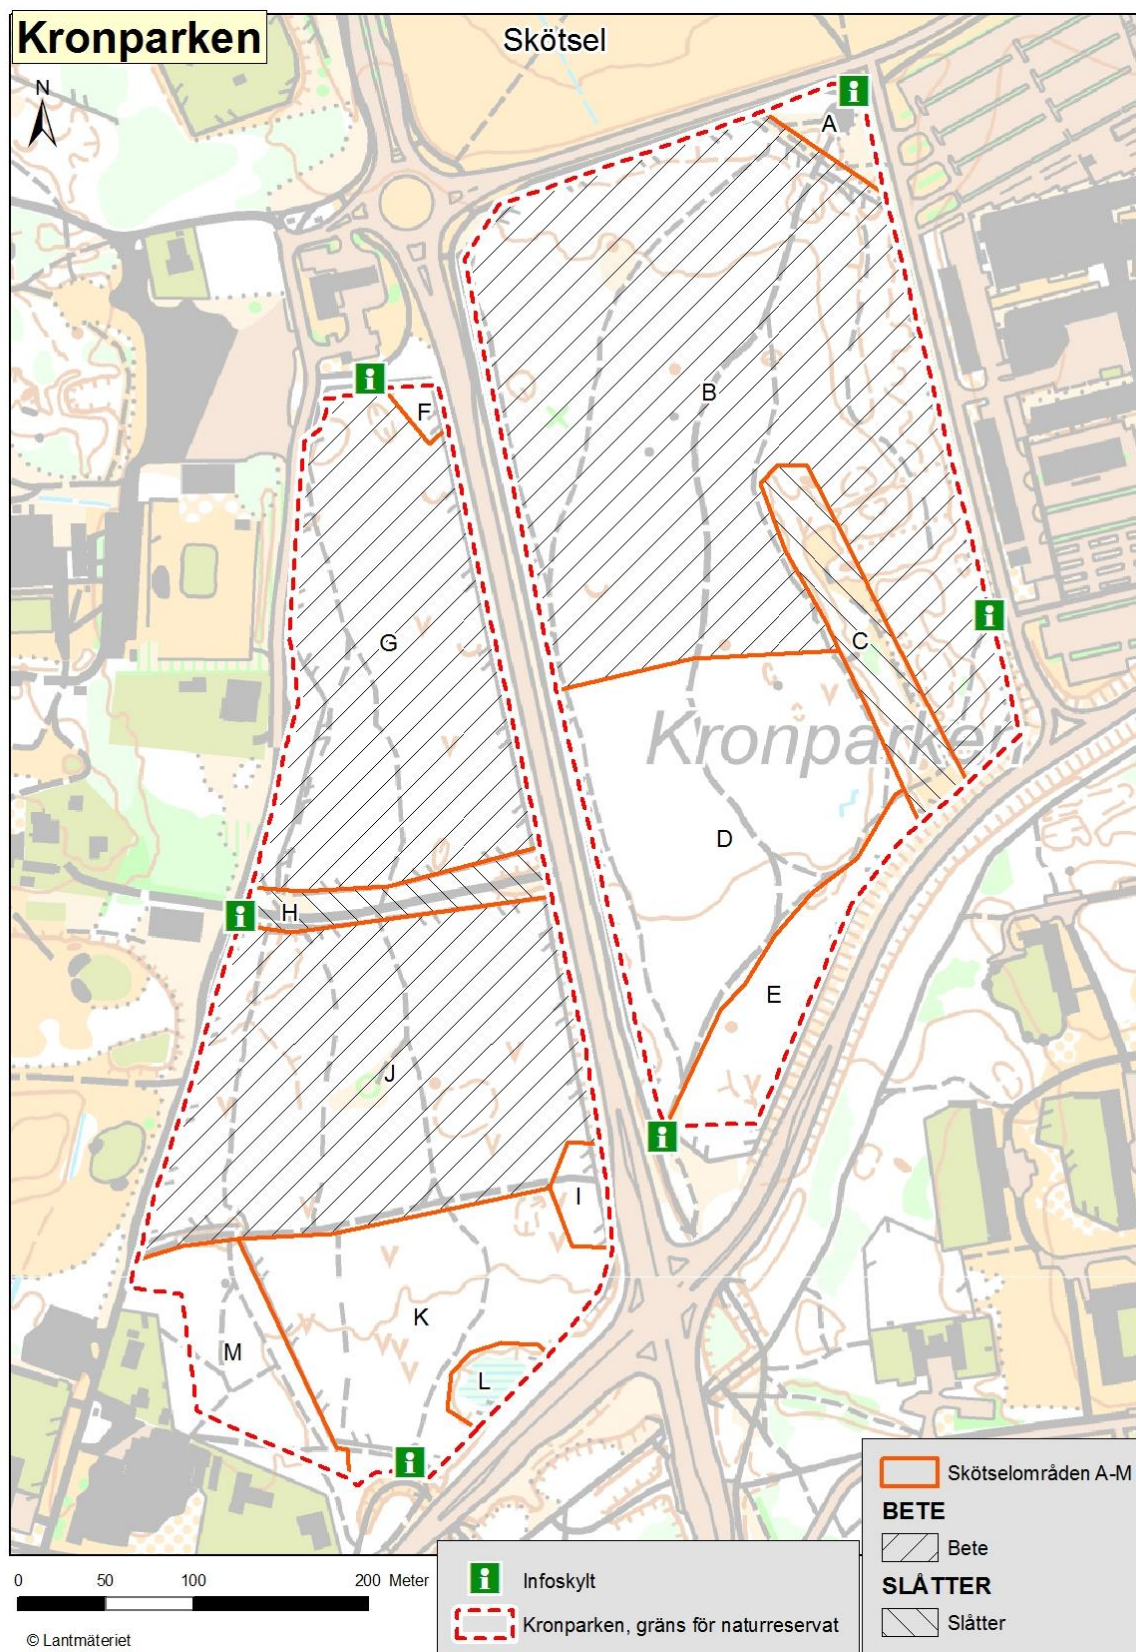 Kronparken
Skötsel
N
A
B
F
G
C
Kronparken
D
H
E
J
I
K
M
L
Skötselområden A-M
BETE
Bete
SLÅTTER
Slåtter
Infoskylt
Kronparken, gräns för naturreservat
0 50 100 200 Meter
© Lantmäteriet